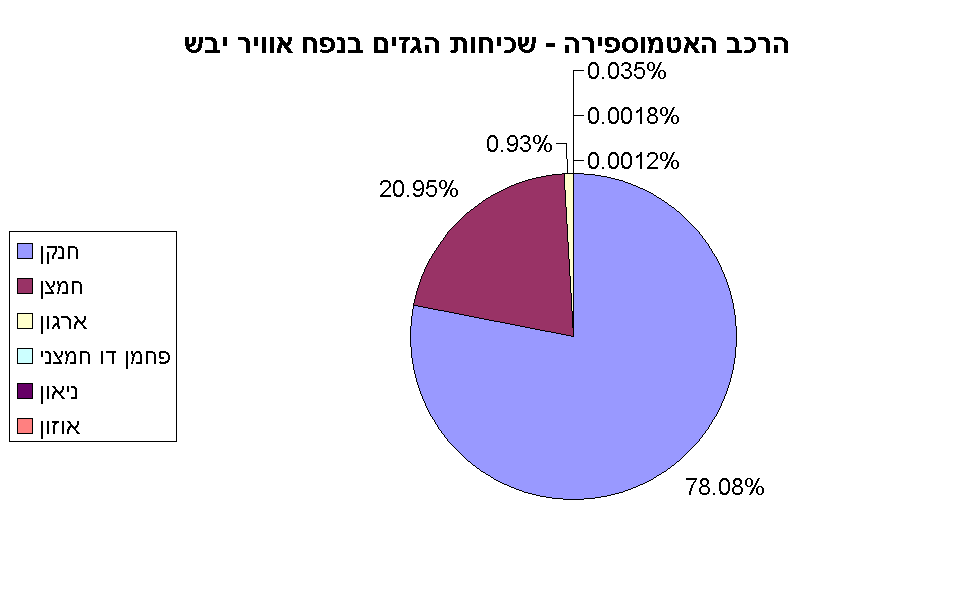 הרכב האטמוספירה - שכיחות הגזים בנפח אוויר יבש
0.035%
0.0018%
0.93%
0.0012%
20.95%
78.08%
חנקן
חמצן
ארגון
פחמן דו חמצני
ניאון
אוזון